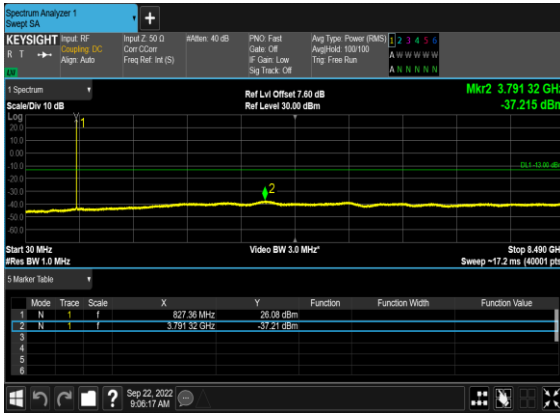 Spectrum Analyzer 1
Swept SA
+
KEYSIGHT Input: RF Input Z: 50 Ω #Atten: 40 dB PNO: Fast Avg Type: Power (RMS) 1 2 3 4 5 6
R T Coupling: DC Corr CCorr Gate: Off Avg|Hold: 100/100 A W W W W W
Align: Auto Freq Ref: Int (S) IF Gain: Low Trig: Free Run
LXI Sig Track: Off A N N N N N
1 Spectrum Ref Lvl Offset 7.60 dB Mkr2 3.791 32 GHz
Scale/Div 10 dB Ref Level 30.00 dBm -37.215 dBm
Log
20.0
10.0
0.00
-10.0
-20.0
-30.0
-40.0
-50.0
-60.0
1
DL1 -13.00 dBm
2
Start 30 MHz Video BW 3.0 MHz* Stop 8.490 GHz
#Res BW 1.0 MHz Sweep ~17.2 ms (40001 pts)
5 Marker Table
Mode Trace Scale X Y Function Function Width Function Value
1 N 1 f 827.36 MHz 26.08 dBm
2 N 1 f 3.791 32 GHz -37.21 dBm
3
4
5
6
? Sep 22, 2022
9:06:17 AM